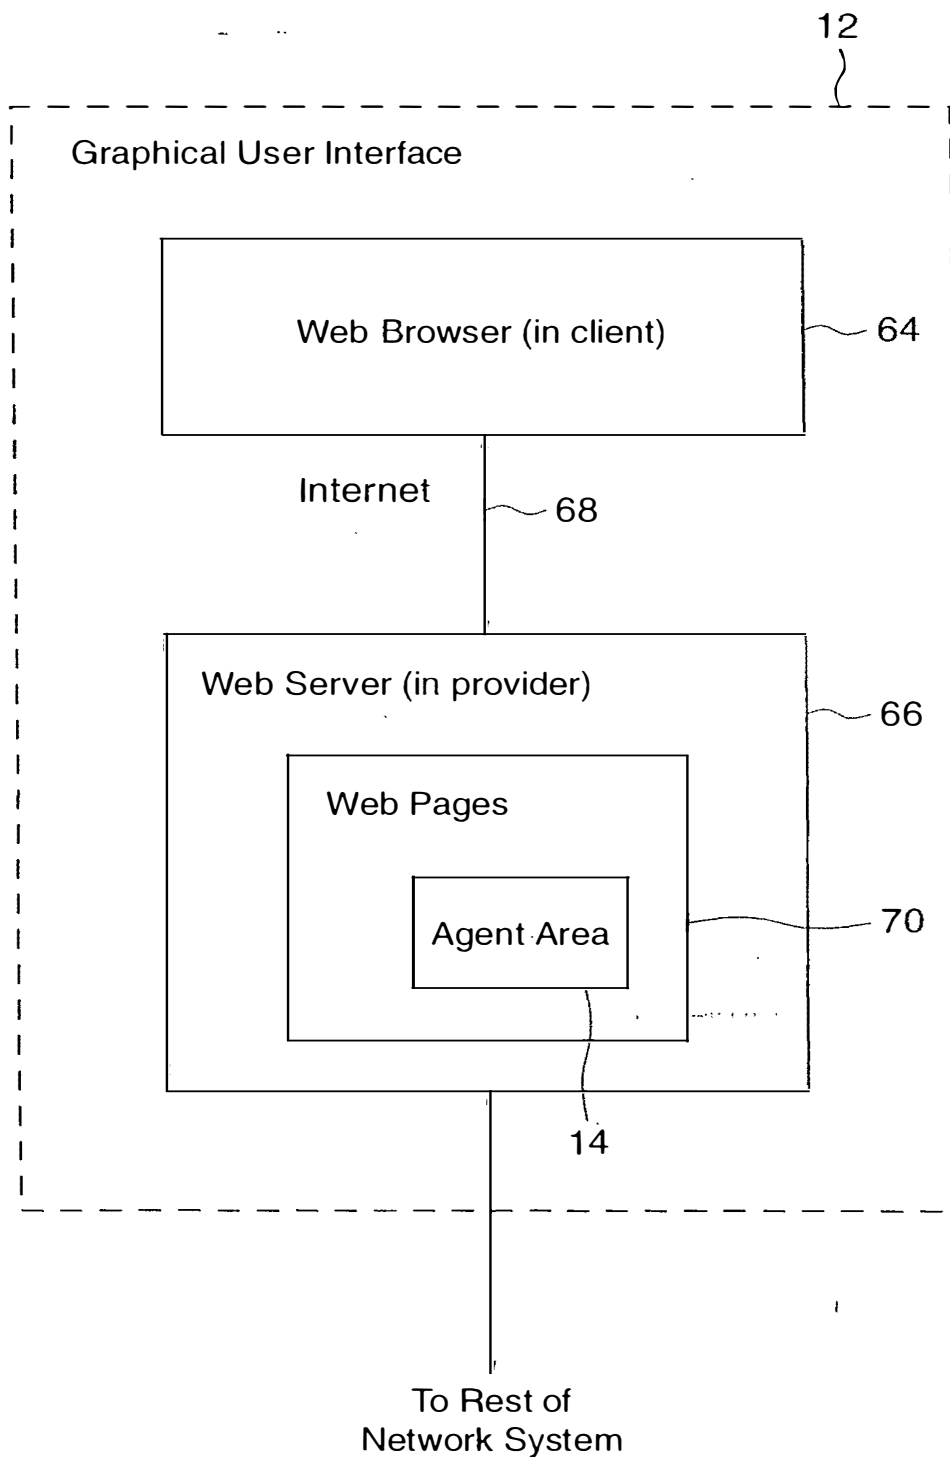 12
Graphical User Interface
Web Browser (in client)
64
Internet
68
Web Server (in provider)
66
Web Pages
70
Agent Area
14
To Rest of
Network System